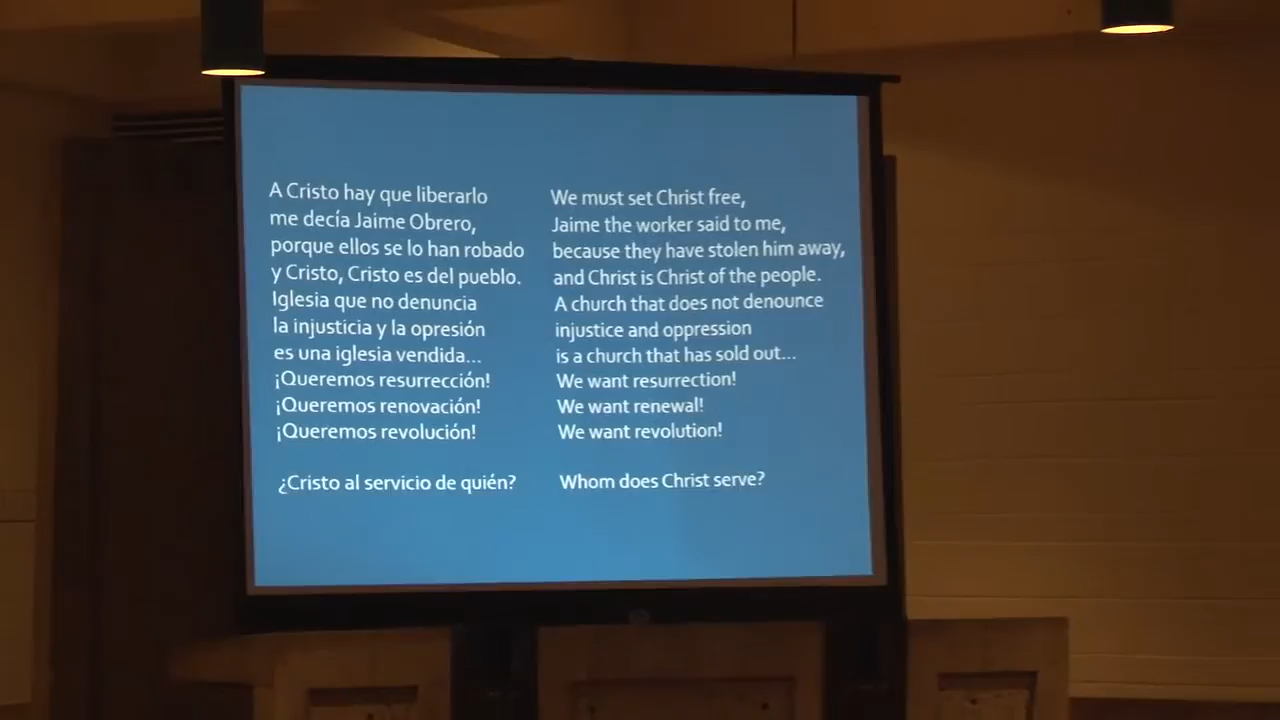 A Cristo hay que liberarlo
me decía Jaime Obrero,
porque ellos se lo han robado
y Cristo, Cristo es del pueblo.
Iglesia que no denuncia
la injusticia y la opresión
es una iglesia vendida...
¡Queremos resurrección!
¡Queremos renovación!
¡Queremos revolución!
¿Cristo al servicio de quién?
We must set Christ free,
Jaime the worker said to me,
because they have stolen him away,
and Christ is Christ of the people.
A church that does not denounce
injustice and oppression
is a church that has sold out...
We want resurrection!
We want renewal!
We want revolution!
Whom does Christ serve?